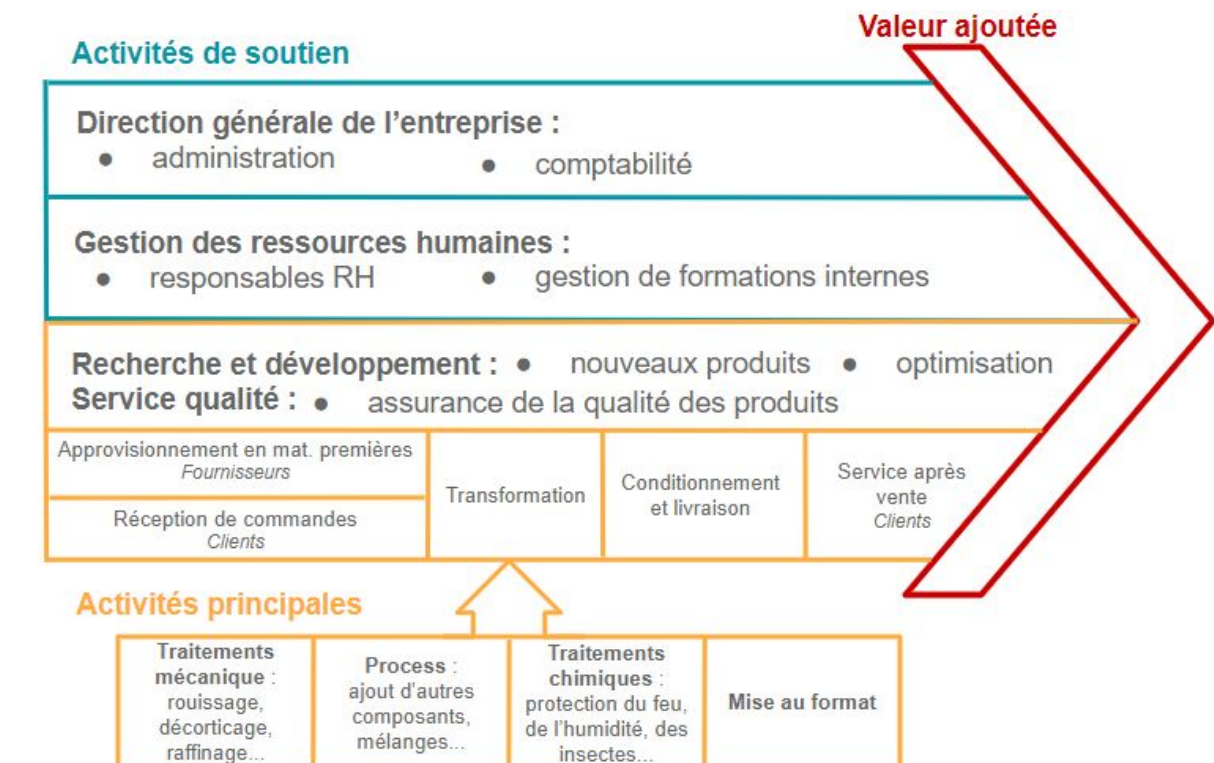 Valeur ajoutée
Activités de soutien
Direction générale de l'entreprise :
● administration ● comptabilité
Gestion des ressources humaines :
● responsables RH ● gestion de formations internes
Recherche et développement : ● nouveaux produits ● optimisation
Service qualité : ● assurance de la qualité des produits
Approvisionnement en mat. premières
Fournisseurs
Réception de commandes
Clients
Transformation
Conditionnement
et livraison
Service après
vente
Clients
Activités principales
Traitements
mécanique :
rouissage,
décorticage,
raffinage...
Process :
ajout d'autres
composants,
mélanges...
Traitements
chimiques :
protection du feu,
de l'humidité, des
insectes...
Mise au format